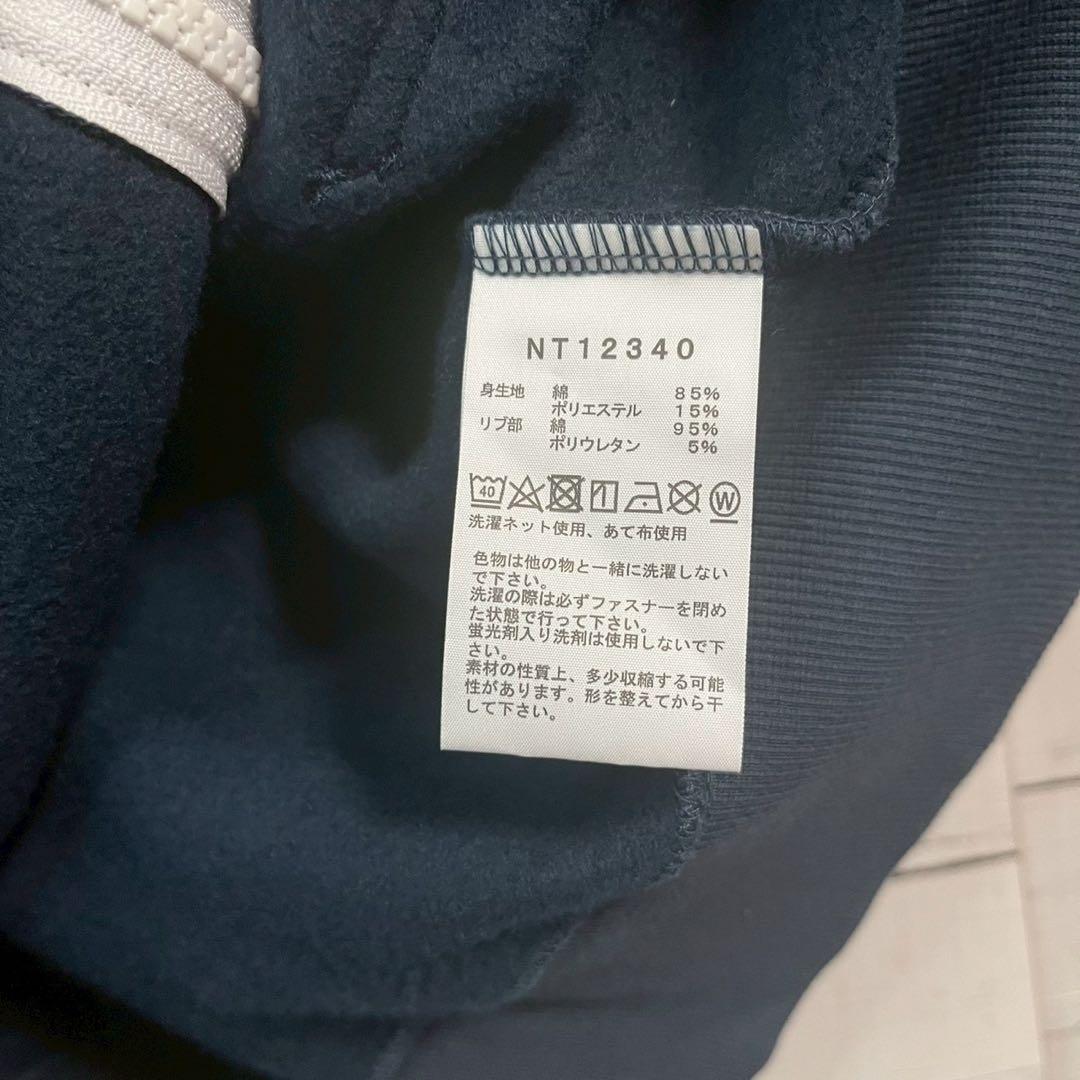 NT12340
身生地 綿 85%
ポリエステル 15%
リブ部 綿 95%
ポリウレタン 5%
40 W
洗濯ネット使用、あて布使用
色物は他の物と一緒に洗濯しない
で下さい。
洗濯の際は必ずファスナーを閉め
た状態で行って下さい。
蛍光剤入り洗剤は使用しないで下
さい。
素材の性質上、多少収縮する可能
性があります。形を整えてから干
して下さい。